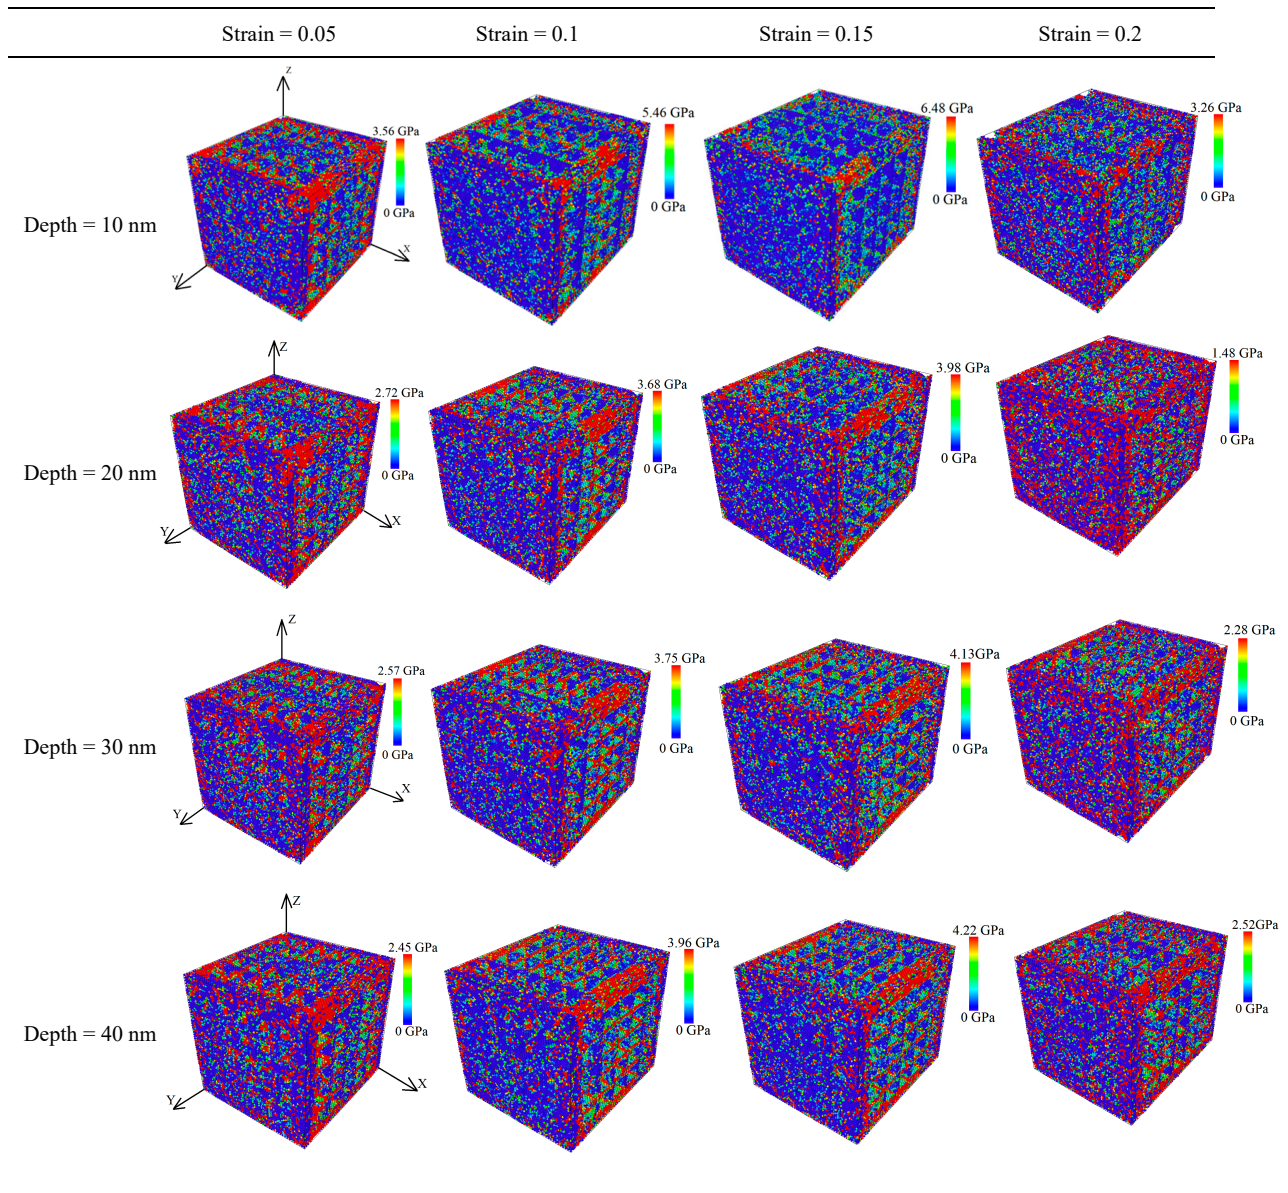 Strain = 0.05 Strain = 0.1 Strain = 0.15 Strain = 0.2
Depth = 10 nm
Z
X
Y
3.56 GPa
0 GPa
5.46 GPa
0 GPa
6.48 GPa
0 GPa
3.26 GPa
0 GPa
Depth = 20 nm
Z
X
Y
2.72 GPa
0 GPa
3.68 GPa
0 GPa
3.98 GPa
0 GPa
1.48 GPa
0 GPa
Depth = 30 nm
Z
X
Y
2.57 GPa
0 GPa
3.75 GPa
0 GPa
4.13GPa
0 GPa
2.28 GPa
0 GPa
Depth = 40 nm
Z
X
Y
2.45 GPa
0 GPa
3.96 GPa
0 GPa
4.22 GPa
0 GPa
2.52GPa
0 GPa